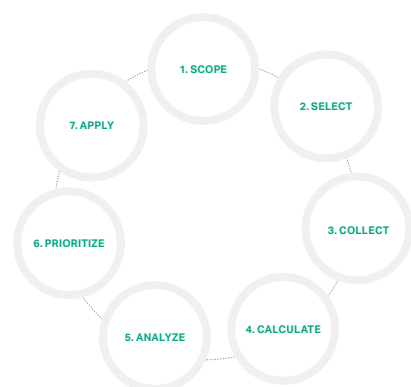 1. SCOPE
2. SELECT
3. COLLECT
4. CALCULATE
5. ANALYZE
6. PRIORITIZE
7. APPLY